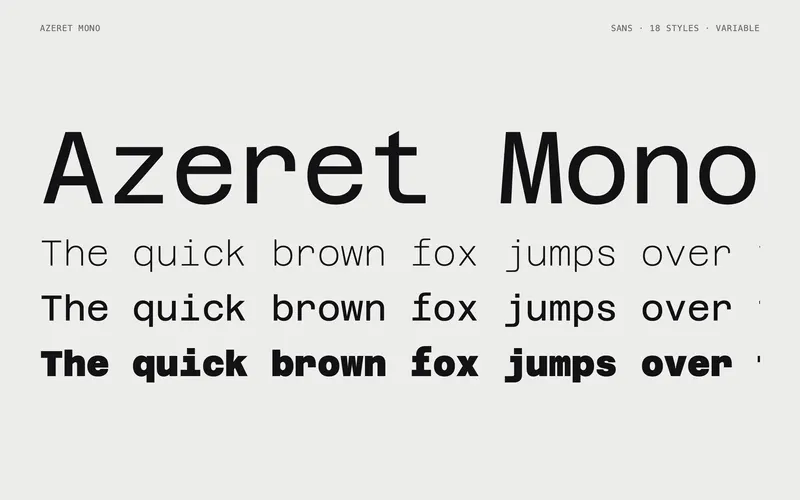 AZERET MONO
SANS · 18 STYLES · VARIABLE
Azeret Mono
The quick brown fox jumps over
The quick brown fox jumps over
The quick brown fox jumps over